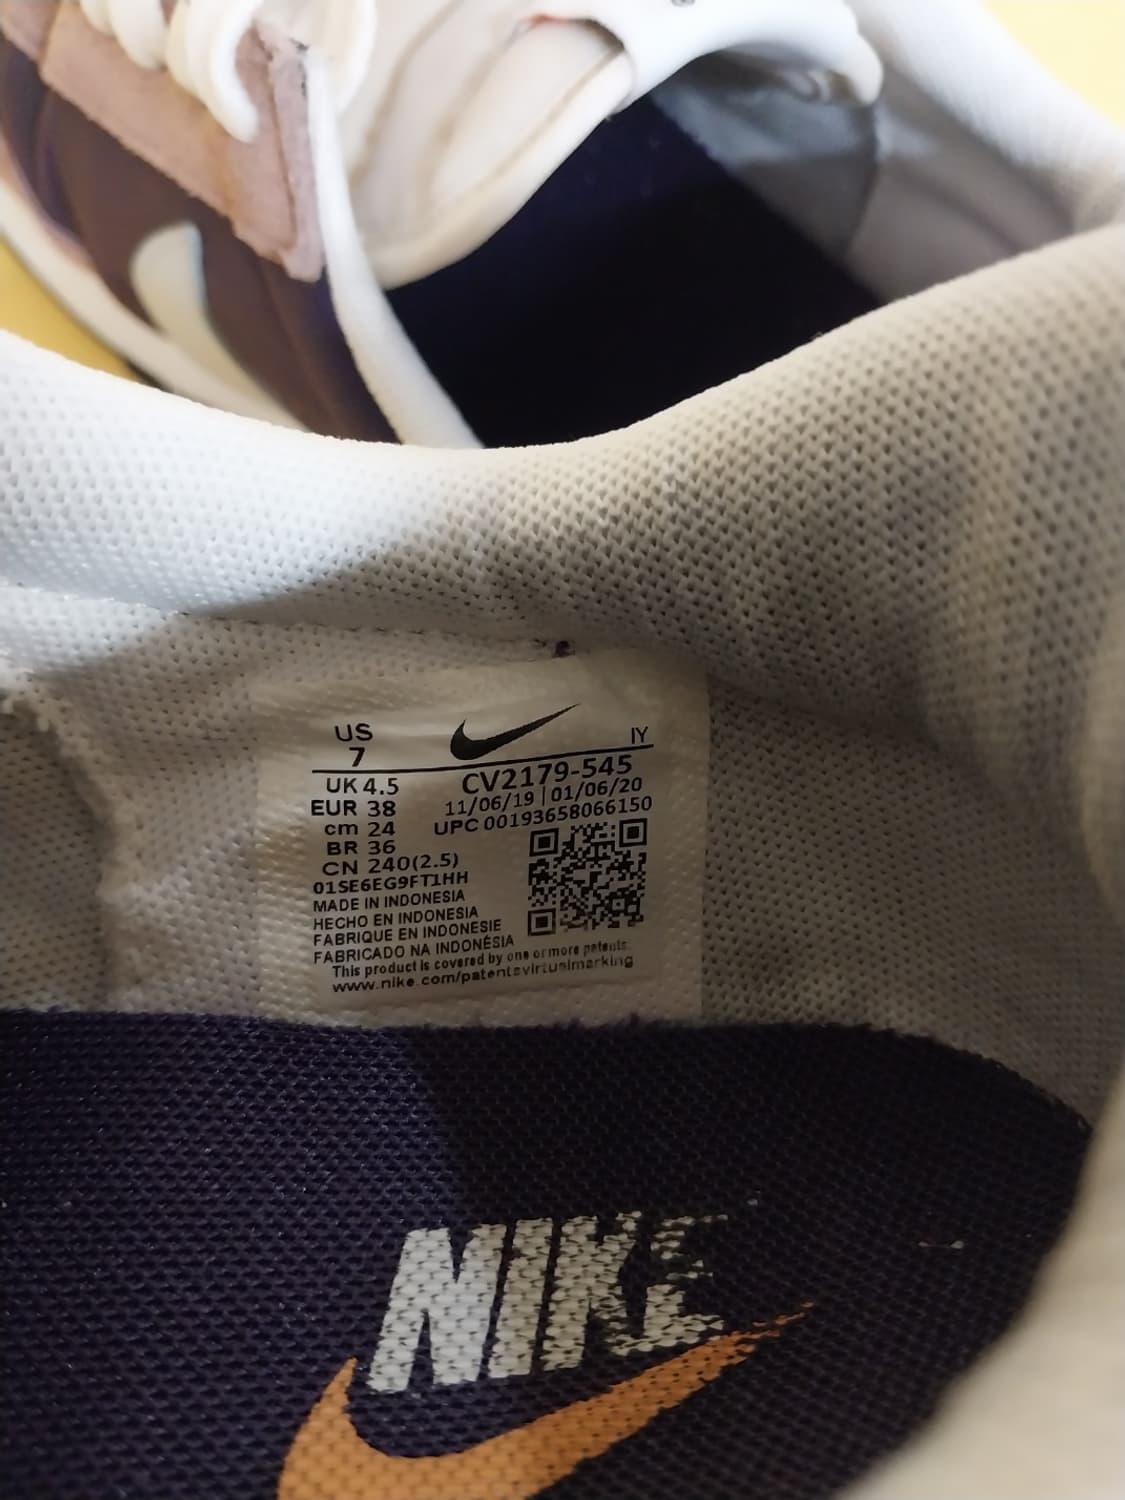 US
7
IY
UK 4.5
CV2179-545
EUR 38
11/06/19 | 01/06/20
cm 24
UPC 00193658066150
BR 36
CN 240(2.5)
01SE6EG9FT1HH
MADE IN INDONESIA
HECHO EN INDONESIA
FABRIQUE EN INDONESIE
FABRICADO NA INDONÉSIA
This product is covered by one or more patents.
www.nike.com/patentsvirtualmarking
NIKE